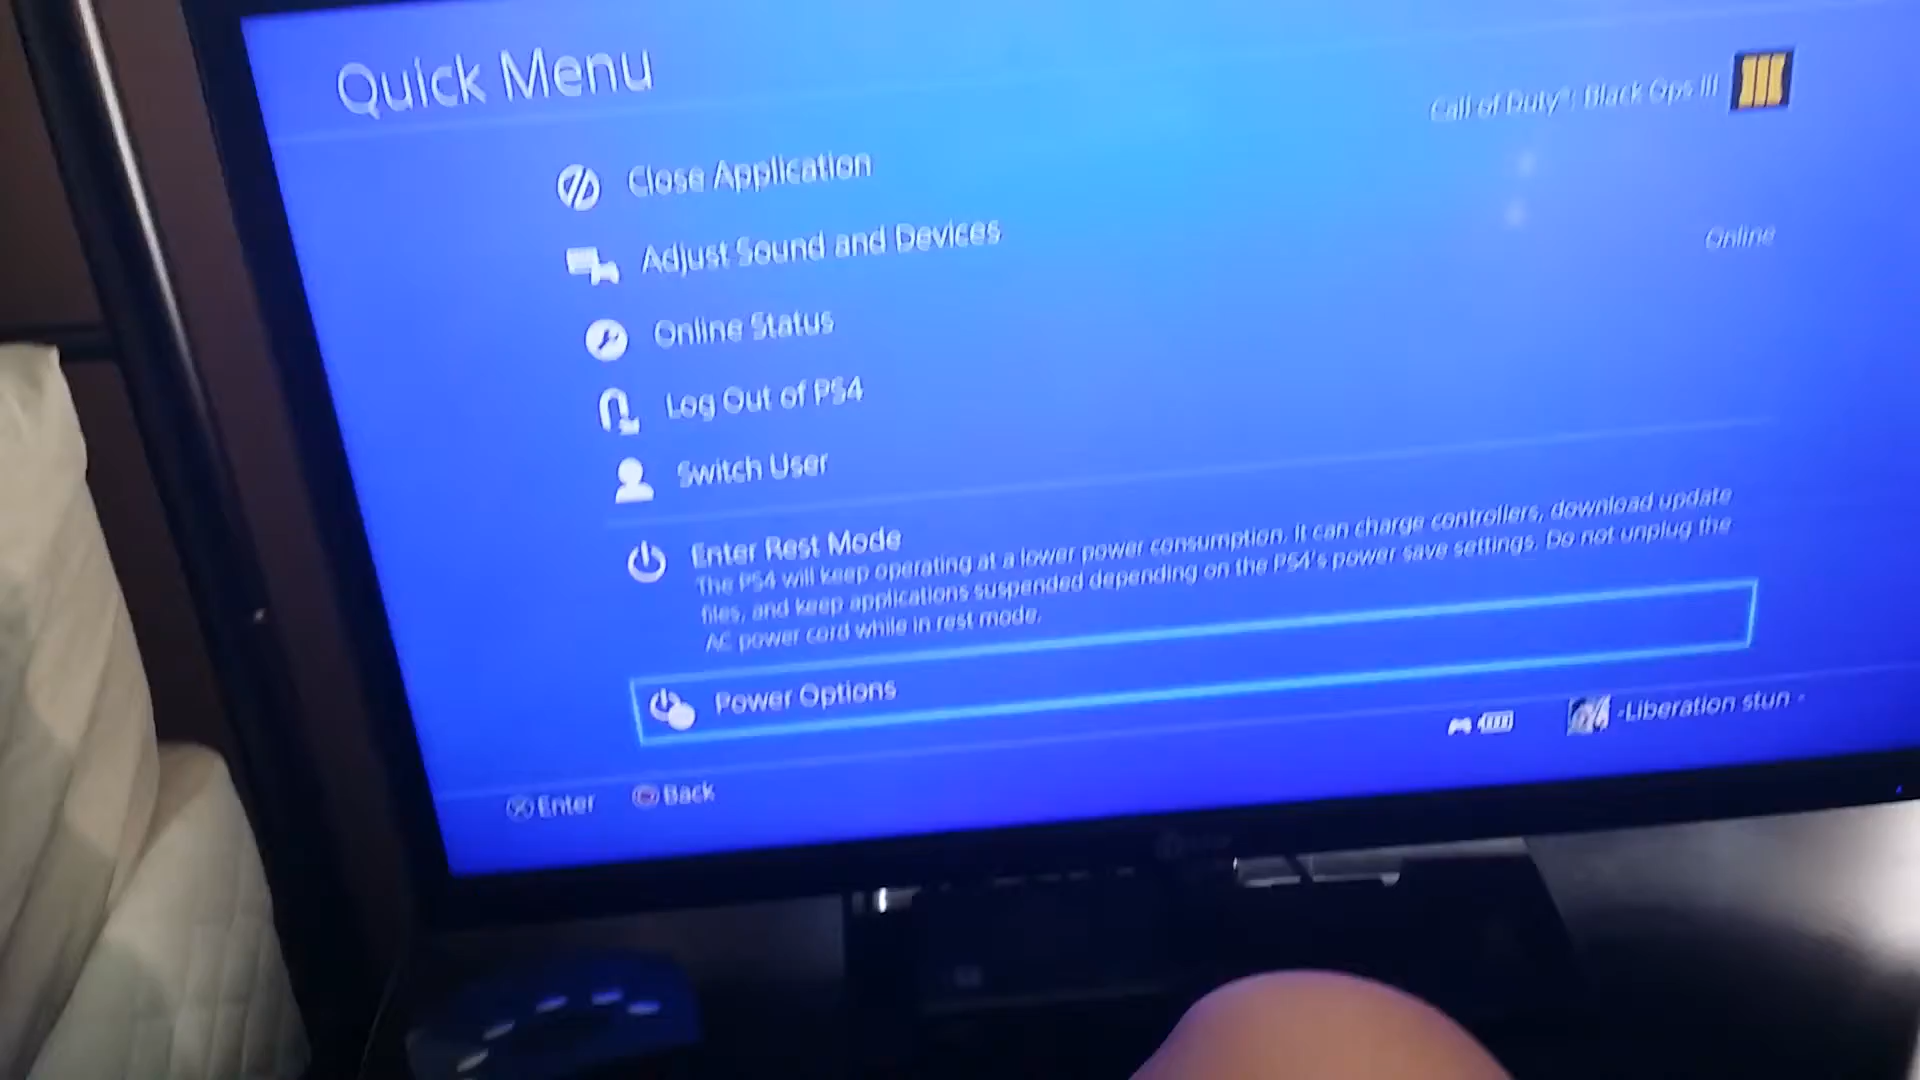 Quick Menu
Call of Duty®: Black Ops III
Close Application
Adjust Sound and Devices
Online
Online Status
Log Out of PS4
Switch User
Enter Rest Mode
The PS4 will keep operating at a lower power consumption. It can charge controllers, download update
files, and keep applications suspended depending on the PS4's power save settings. Do not unplug the
AC power cord while in rest mode.
Power Options
-Liberation stun -
Enter
Back